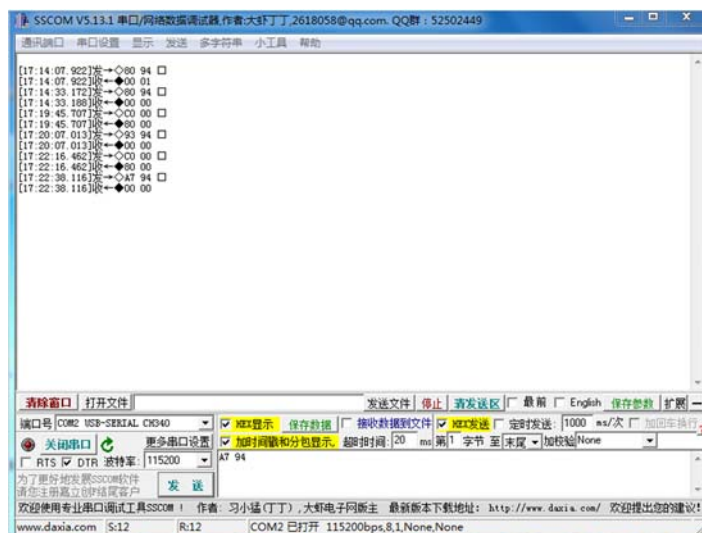 SSCOM V5.13.1 串口/网络数据调试器,作者:大虾丁丁,2618058@qq.com. QQ群：52502449
通讯端口 串口设置 显示 发送 多字符串 小工具 帮助
[17:14:07.922]发→◇80 94 □
[17:14:07.922]收←◆00 01
[17:14:33.172]发→◇80 94 □
[17:14:33.188]收←◆00 00
[17:19:45.707]发→◇C0 00 □
[17:19:45.707]收←◆80 00
[17:20:07.013]发→◇93 94 □
[17:20:07.013]收←◆00 00
[17:22:16.462]发→◇C0 00 □
[17:22:16.462]收←◆80 00
[17:22:38.116]发→◇A7 94 □
[17:22:38.116]收←◆00 00
清除窗口 打开文件 发送文件 停止 清发送区 最前 English 保存参数 扩展 —
端口号 COM2 USB-SERIAL CH340 HEX显示 保存数据 接收数据到文件 HEX发送 定时发送: 1000 ms/次 加回车换行
关闭串口 更多串口设置 加时间戳和分包显示, 超时时间: 20 ms 第1 字节 至 末尾 加校验 None
RTS DTR 波特率: 115200 A7 94
为了更好地发展SSCOM软件
请您注册嘉立创F结尾客户
发 送
欢迎使用专业串口调试工具SSCOM ! 作者: 习小猛(丁丁),大虾电子网版主 最新版本下载地址: http://www.daxia.com/ 欢迎提出您的建议!
www.daxia.com S:12 R:12 COM2 已打开 115200bps,8,1,None,None